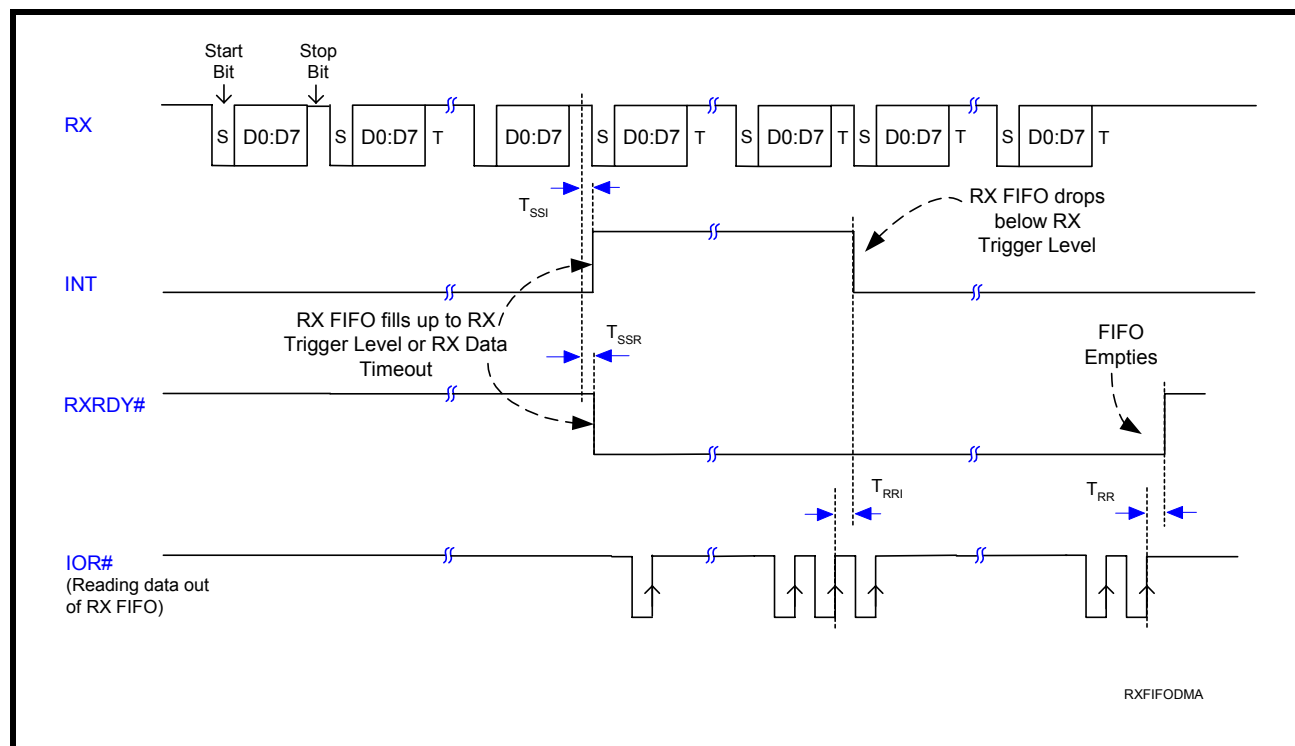 Start
Bit
Stop
Bit
RX
S
D0:D7
S
D0:D7
T
D0:D7
S
D0:D7
T
S
D0:D7
T
S
D0:D7
T
S
D0:D7
T
TSSI
RX FIFO drops
below RX
Trigger Level
INT
RX FIFO fills up to RX
Trigger Level or RX Data
Timeout
TSSR
FIFO
Empties
RXRDY#
TRRI
TRR
IOR#
(Reading data out
of RX FIFO)
RXFIFODMA